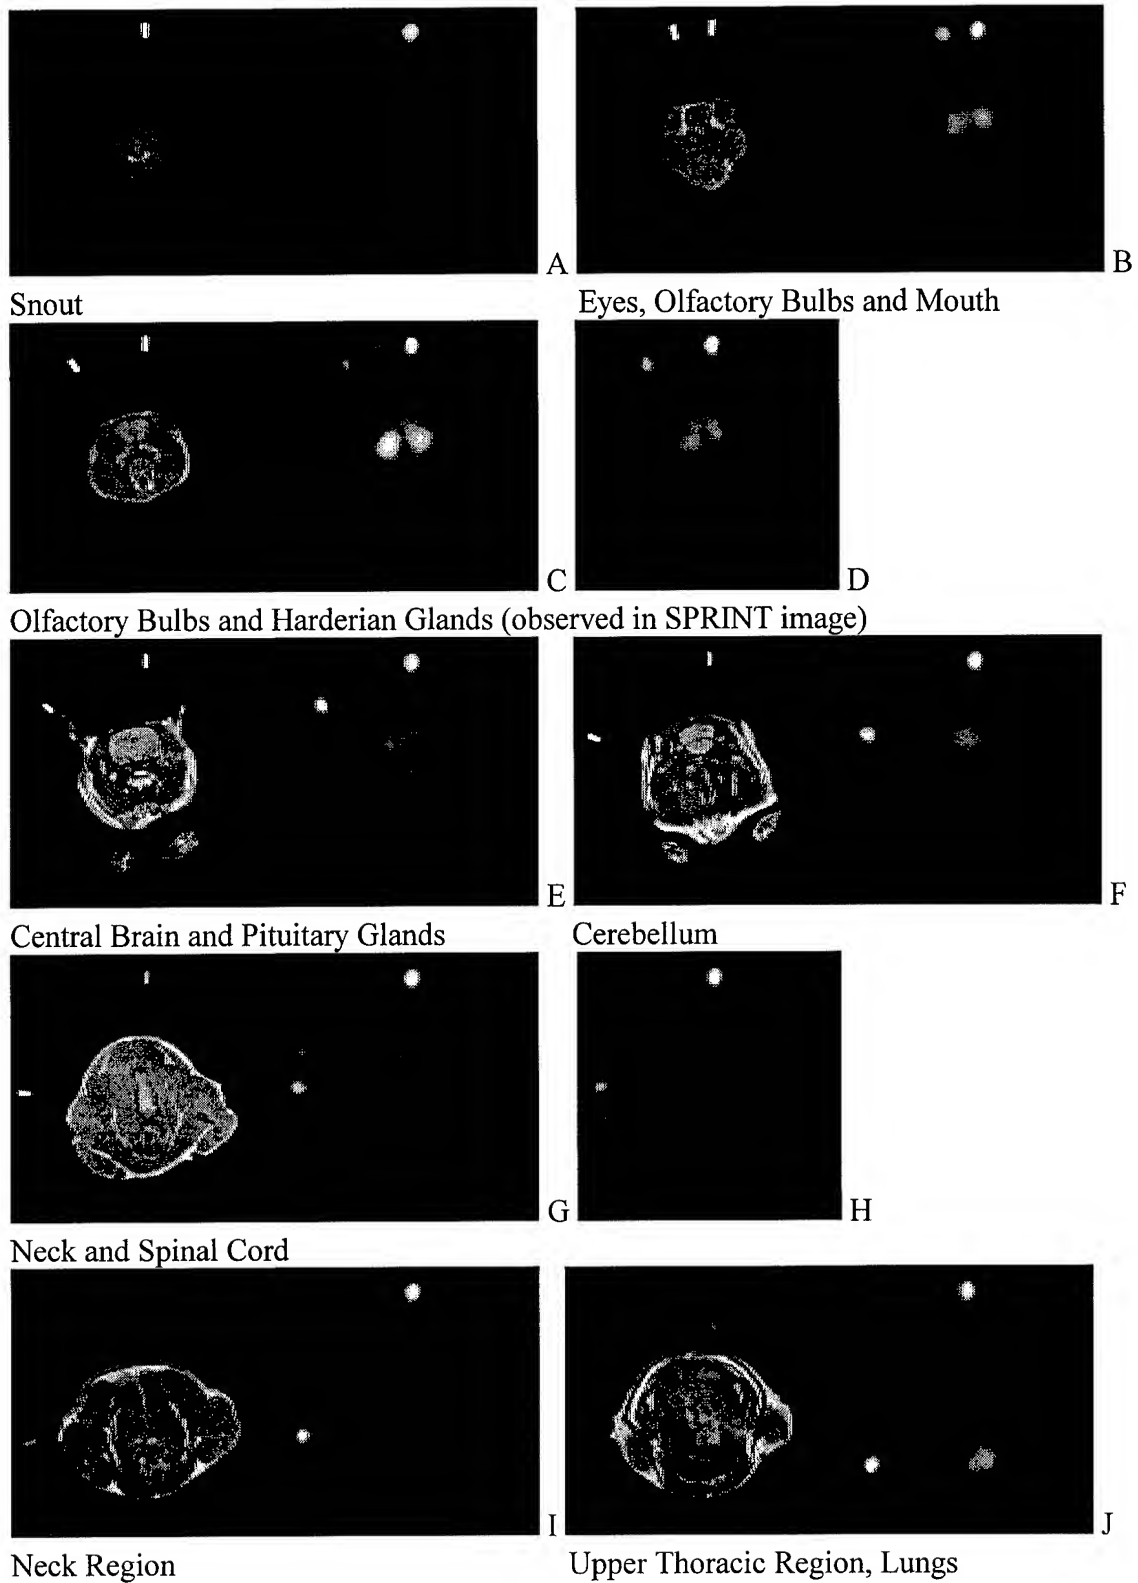 A
B
Snout
Eyes, Olfactory Bulbs and Mouth
C
D
Olfactory Bulbs and Harderian Glands (observed in SPRINT image)
E
F
Central Brain and Pituitary Glands
Cerebellum
G
H
Neck and Spinal Cord
I
J
Neck Region
Upper Thoracic Region, Lungs